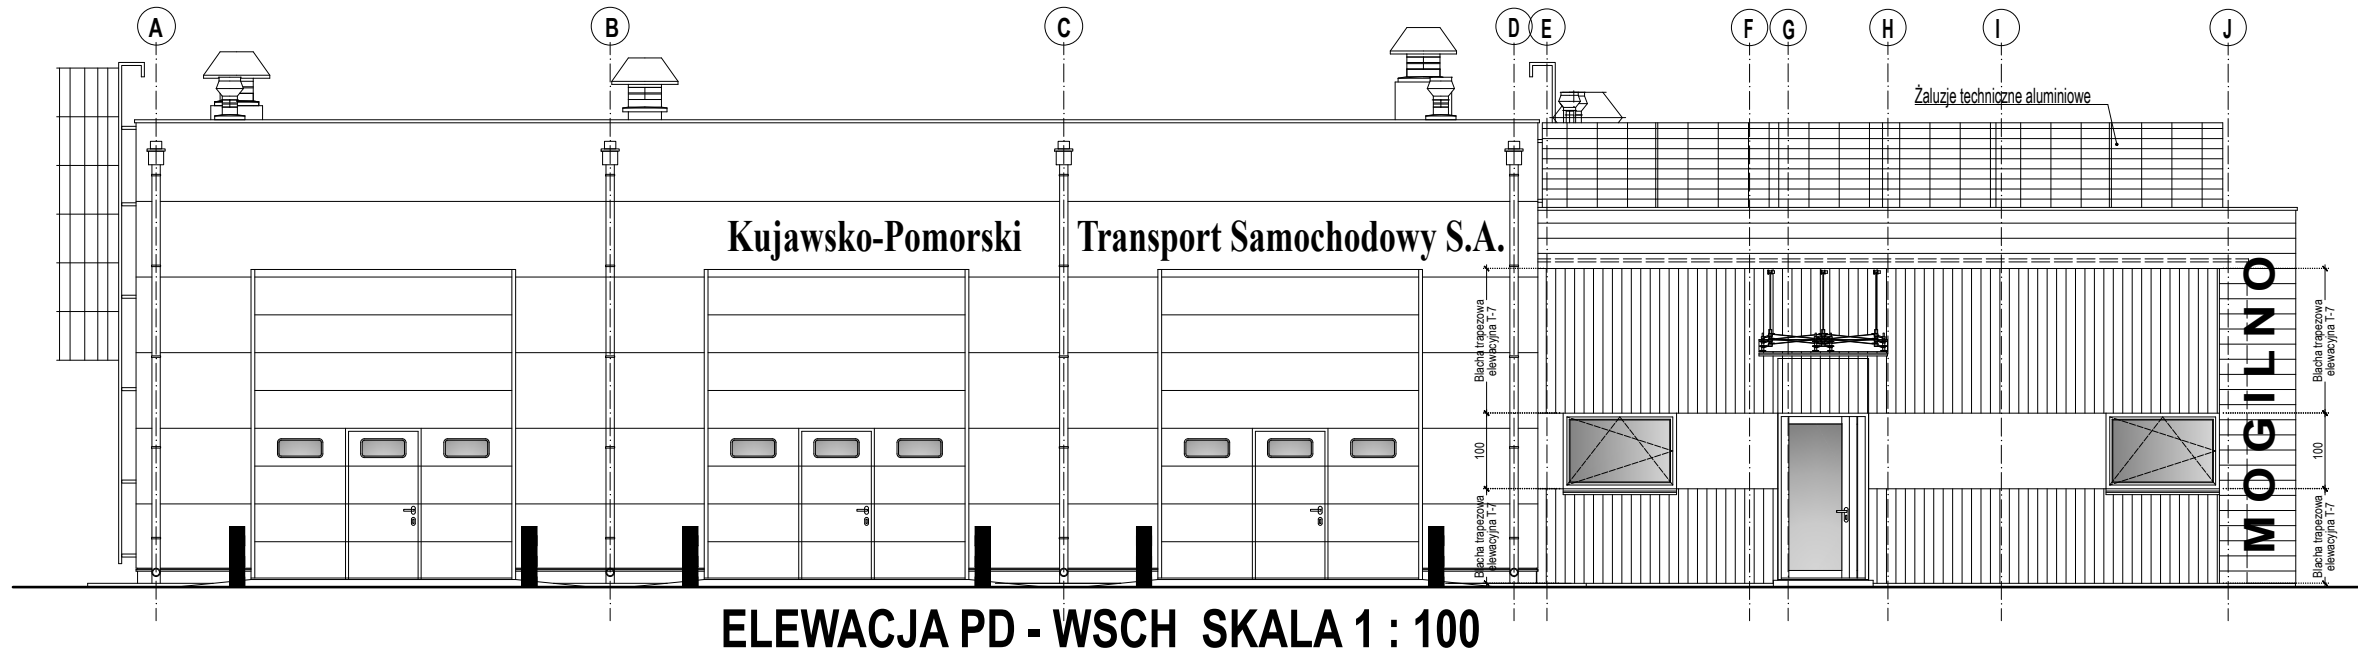 A B C D E F G H I J
Żaluzje techniczne aluminiowe
Kujawsko-Pomorski Transport Samochodowy S.A.
Blacha trapezowa
elewacyjna T-7
100
Blacha trapezowa
elewacyjna T-7
MOGILNO
Blacha trapezowa
elewacyjna T-7
100
Blacha trapezowa
elewacyjna T-7
ELEWACJA PD - WSCH SKALA 1 : 100